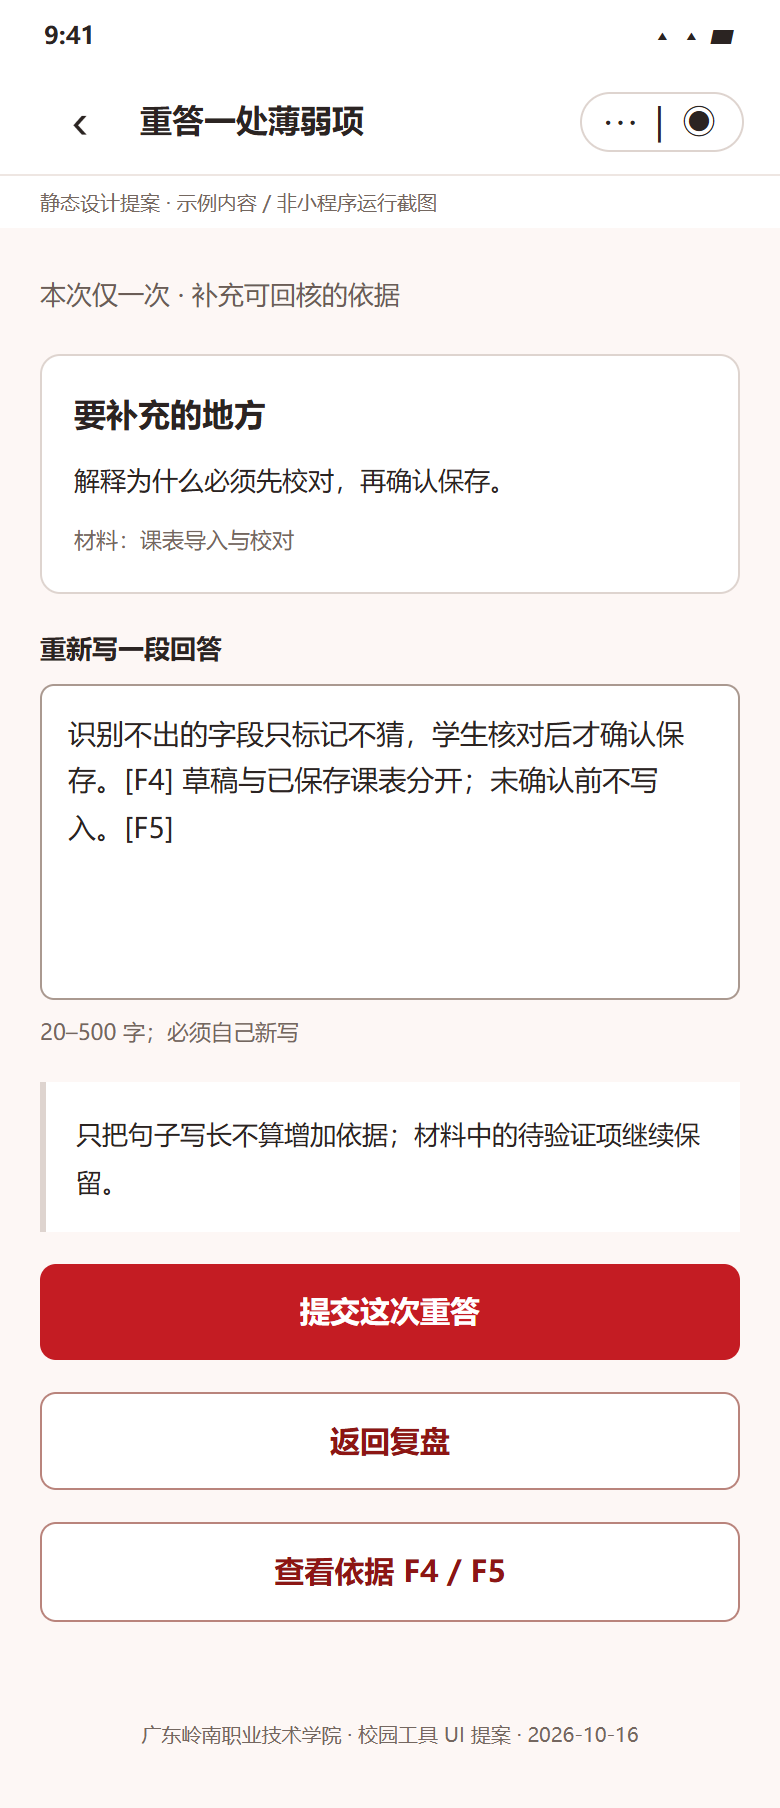 9:41
重答一处薄弱项
静态设计提案 · 示例内容 / 非小程序运行截图
本次仅一次 · 补充可回核的依据
要补充的地方
解释为什么必须先校对，再确认保存。
材料：课表导入与校对
重新写一段回答
识别不出的字段只标记不猜，学生核对后才确认保
存。[F4] 草稿与已保存课表分开；未确认前不写
入。[F5]
20–500 字；必须自己新写
只把句子写长不算增加依据；材料中的待验证项继续保
留。
提交这次重答
返回复盘
查看依据 F4 / F5
广东岭南职业技术学院 · 校园工具 UI 提案 · 2026-10-16